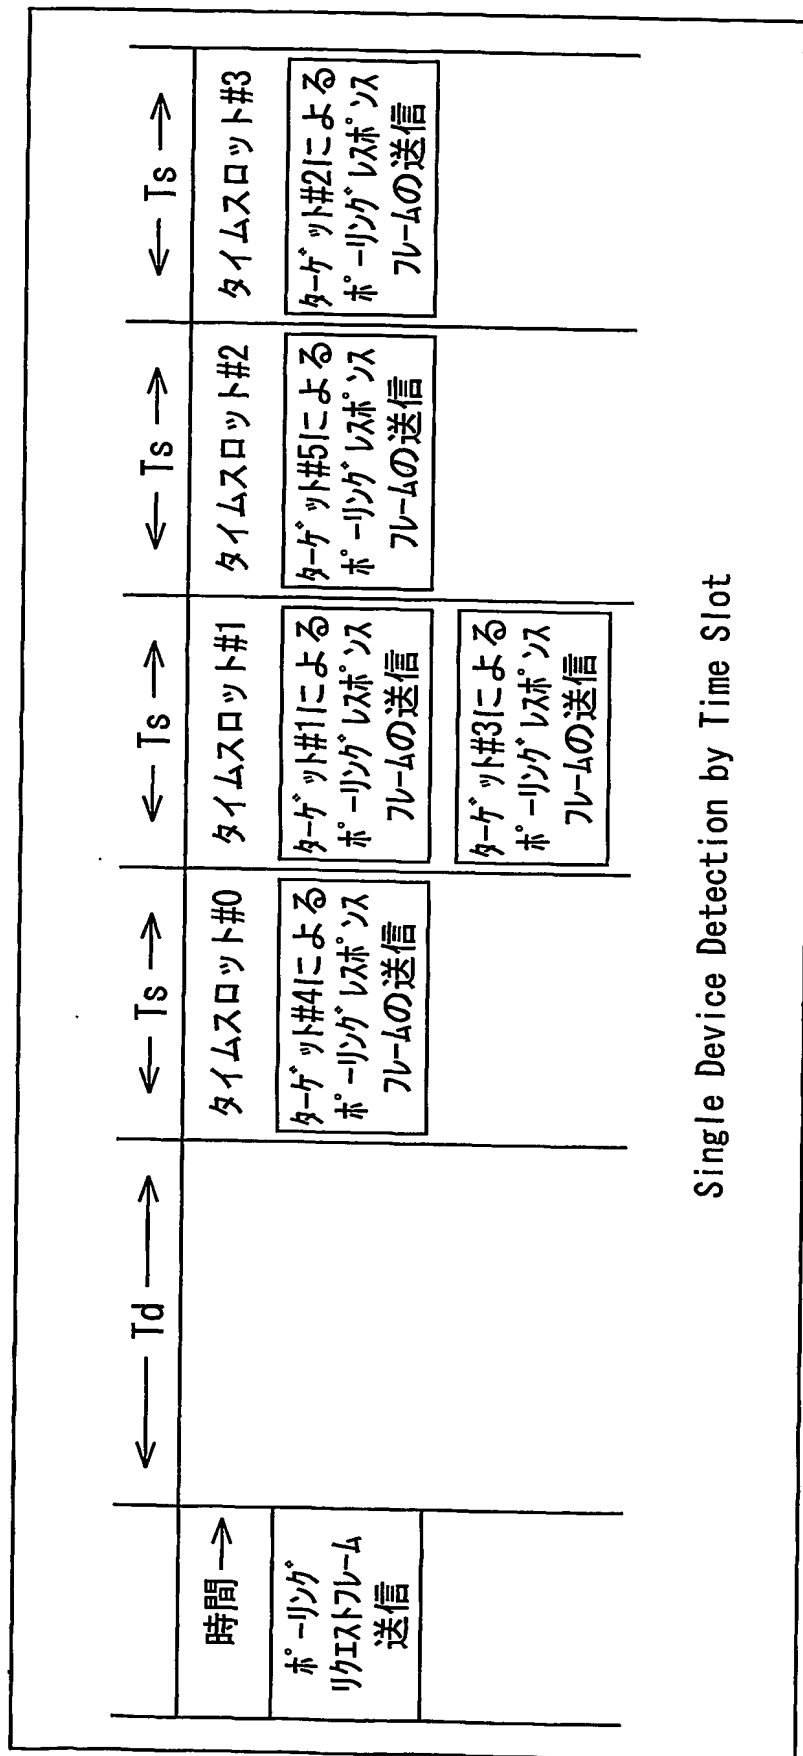 ← Td →
← Ts →
← Ts →
← Ts →
← Ts →
時間→
タイムスロット#0
タイムスロット#1
タイムスロット#2
タイムスロット#3
ポーリング
リクエストフレーム
送信
ターゲット#4による
ポーリングレスポンス
フレームの送信
ターゲット#1による
ポーリングレスポンス
フレームの送信
ターゲット#5による
ポーリングレスポンス
フレームの送信
ターゲット#2による
ポーリングレスポンス
フレームの送信
ターゲット#3による
ポーリングレスポンス
フレームの送信
Single Device Detection by Time Slot